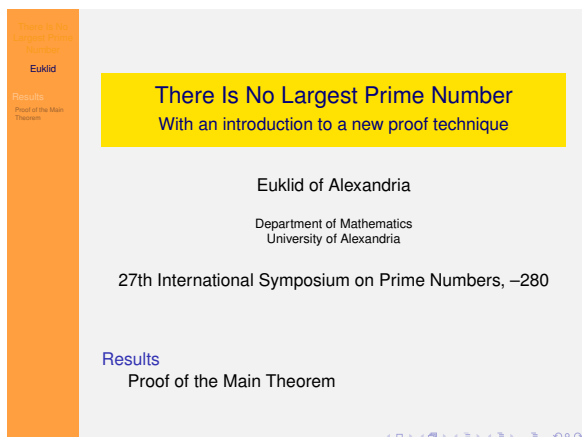 There Is No
Largest Prime
Number
Euklid
Results
Proof of the Main
Theorem
There Is No Largest Prime Number
With an introduction to a new proof technique
Euklid of Alexandria
Department of Mathematics
University of Alexandria
27th International Symposium on Prime Numbers, –280
Results
Proof of the Main Theorem